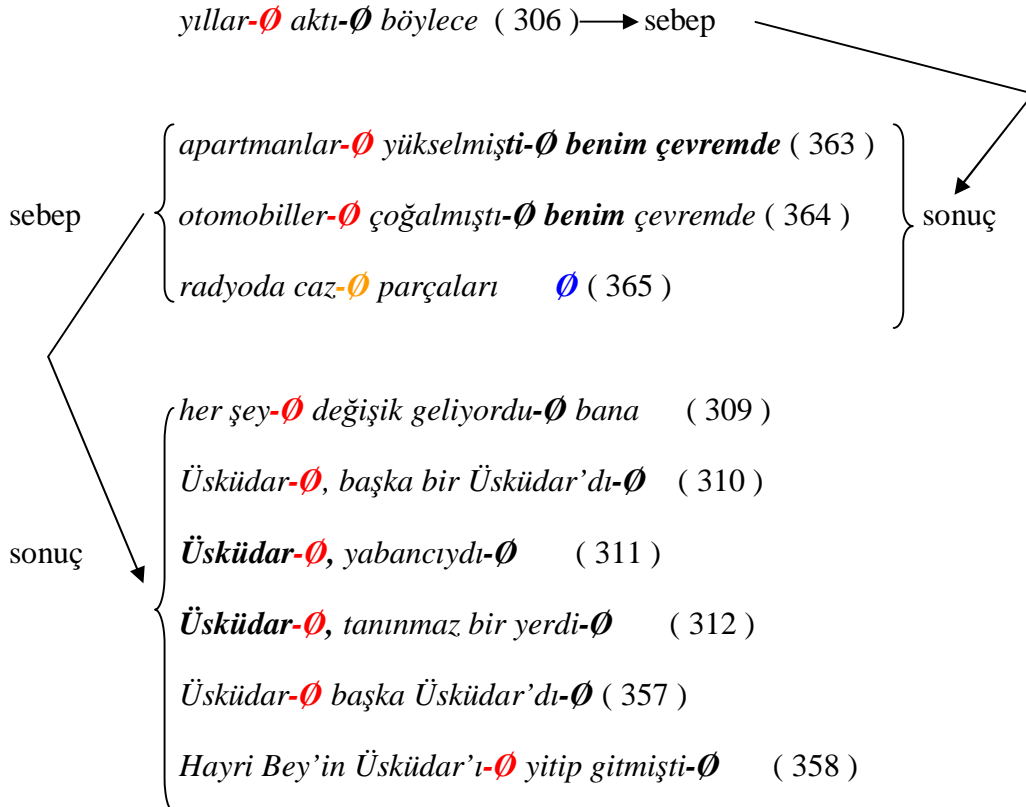 yıllar-Ø aktı-Ø böylece ( 306 ) sebep
apartmanlar-Ø yükselmişti-Ø benim çevremde ( 363 )
sebep otomobiller-Ø çoğalmıştı-Ø benim çevremde ( 364 ) sonuç
radyoda caz-Ø parçaları Ø ( 365 )
her şey-Ø değişik geliyordu-Ø bana ( 309 )
Üsküdar-Ø, başka bir Üsküdar’dı-Ø ( 310 )
sonuç Üsküdar-Ø, yabancıydı-Ø ( 311 )
Üsküdar-Ø, tanınmaz bir yerdi-Ø ( 312 )
Üsküdar-Ø başka Üsküdar’dı-Ø ( 357 )
Hayri Bey’in Üsküdar’ı-Ø yitip gitmişti-Ø ( 358 )